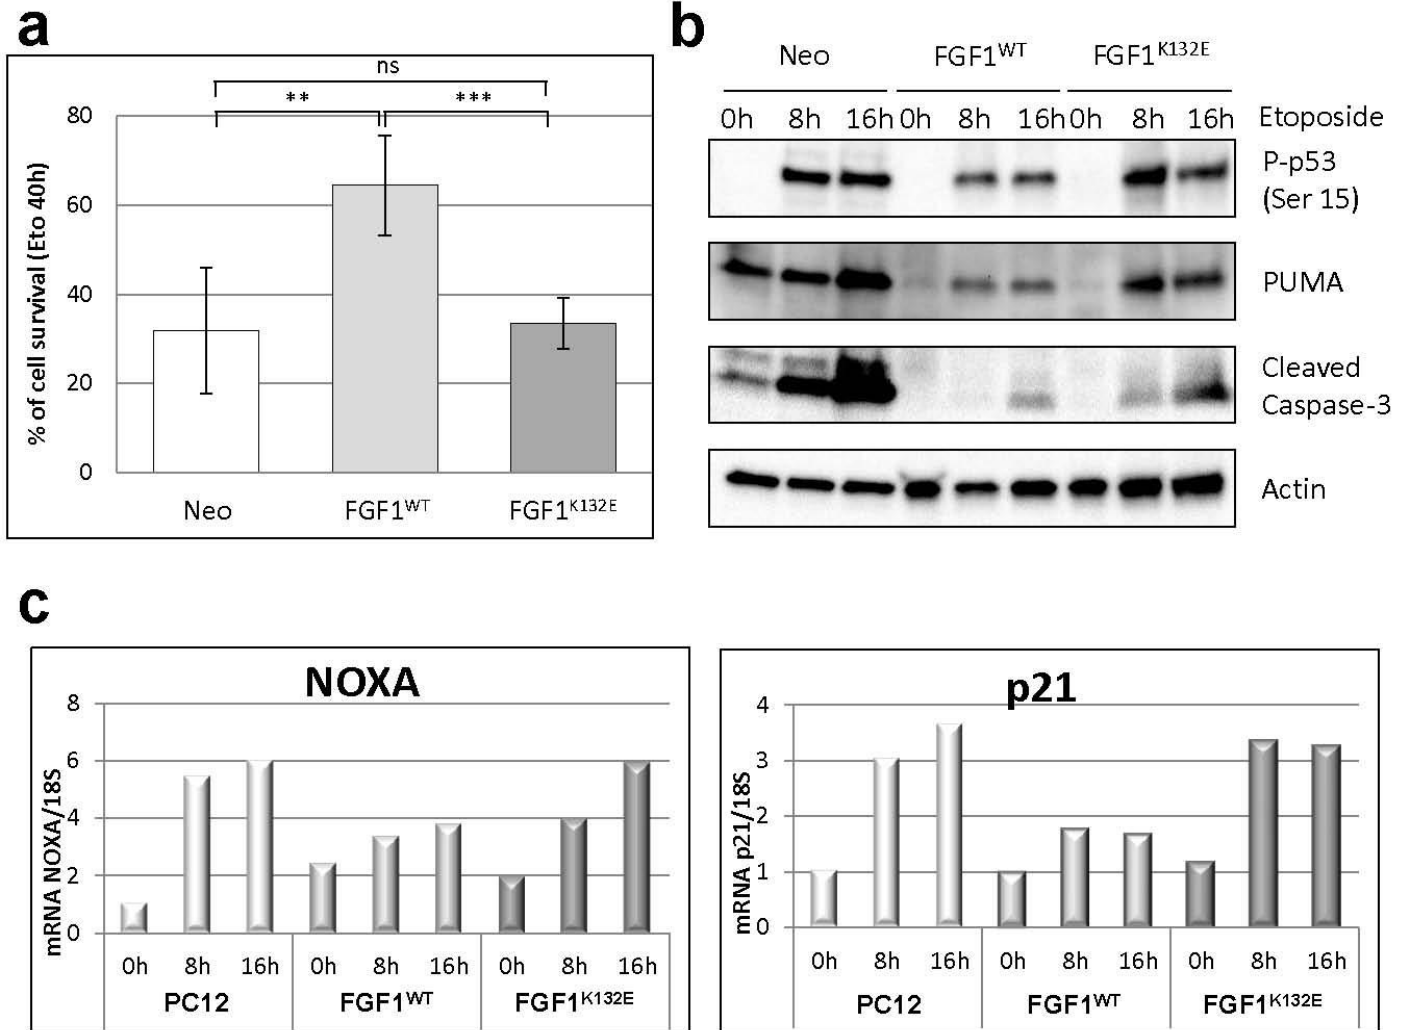 a
ns
** ***
80
60
40
20
0
% of cell survival (Eto 40h)
Neo FGF1WT FGF1K132E
b
Neo FGF1WT FGF1K132E
0h 8h 16h 0h 8h 16h 0h 8h 16h Etoposide
P-p53
(Ser 15)
PUMA
Cleaved
Caspase-3
Actin
c
NOXA
8
6
4
2
0
mRNA NOXA/18S
0h 8h 16h 0h 8h 16h 0h 8h 16h
PC12 FGF1WT FGF1K132E
p21
4
3
2
1
0
mRNA p21/18S
0h 8h 16h 0h 8h 16h 0h 8h 16h
PC12 FGF1WT FGF1K132E